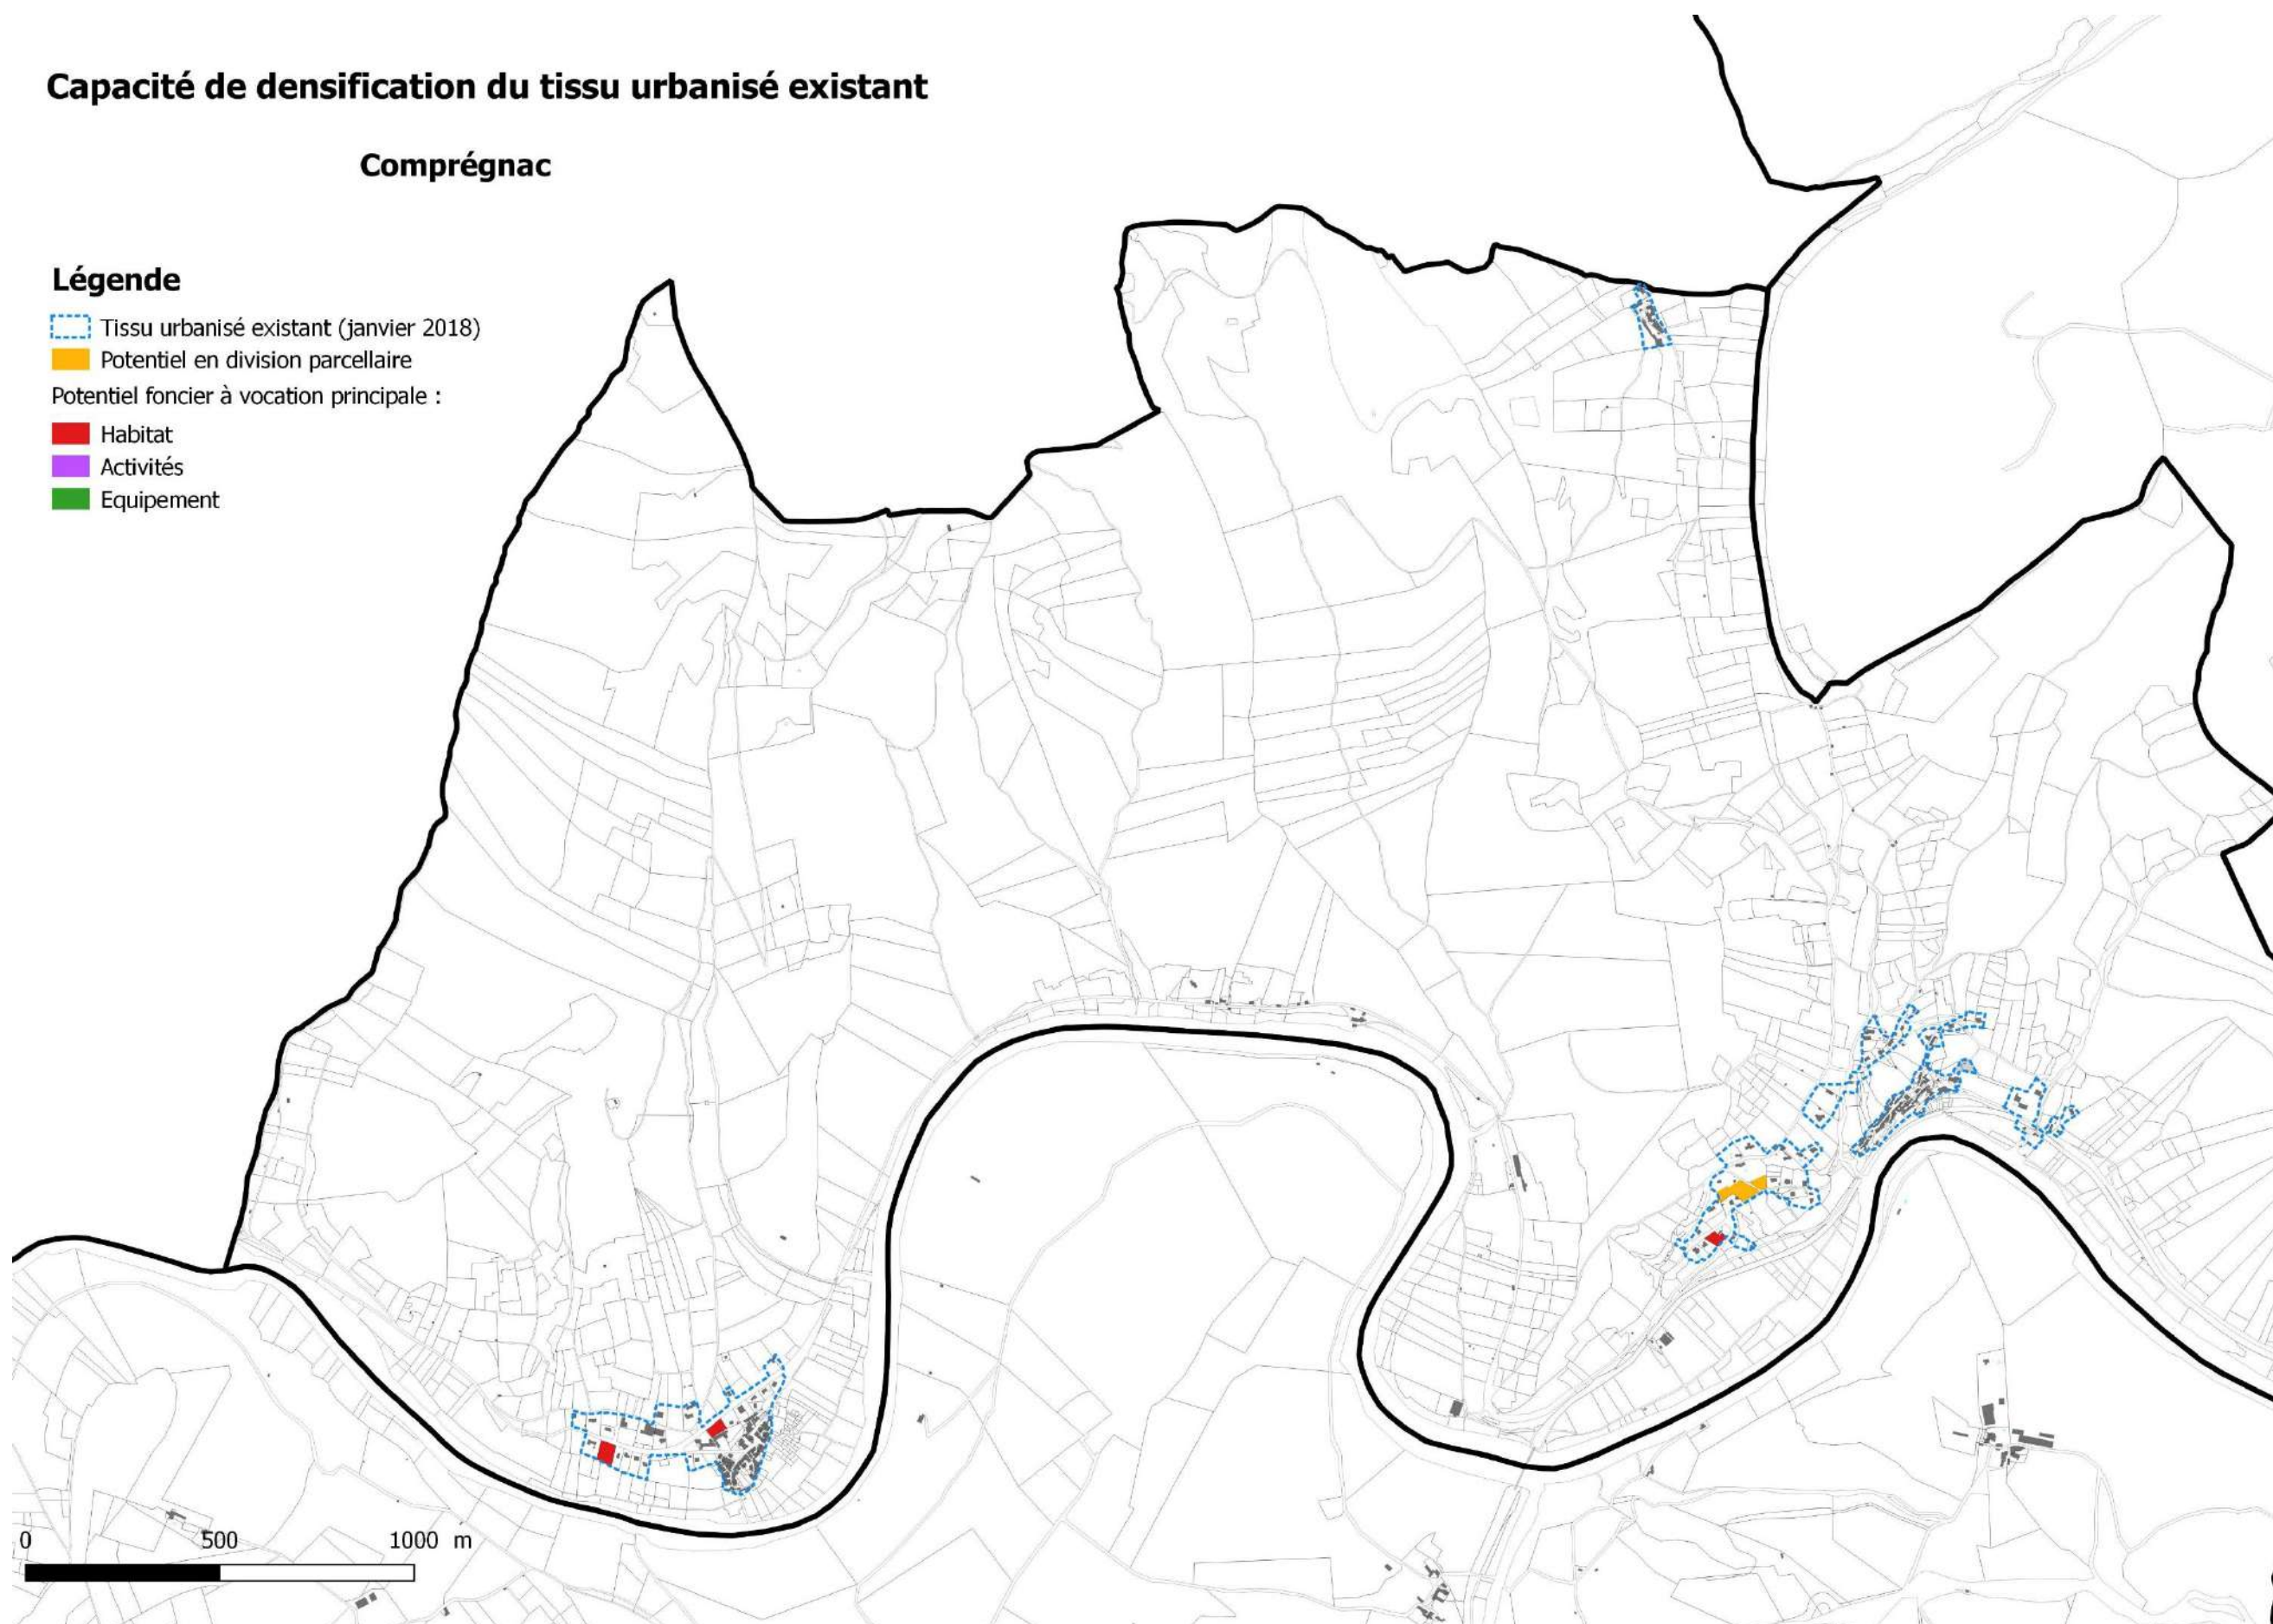 Capacité de densification du tissu urbanisé existant
Comprégnac
Légende
Tissu urbanisé existant (janvier 2018)
Potentiel en division parcellaire
Potentiel foncier à vocation principale :
Habitat
Activités
Equipement
0 500 1000 m